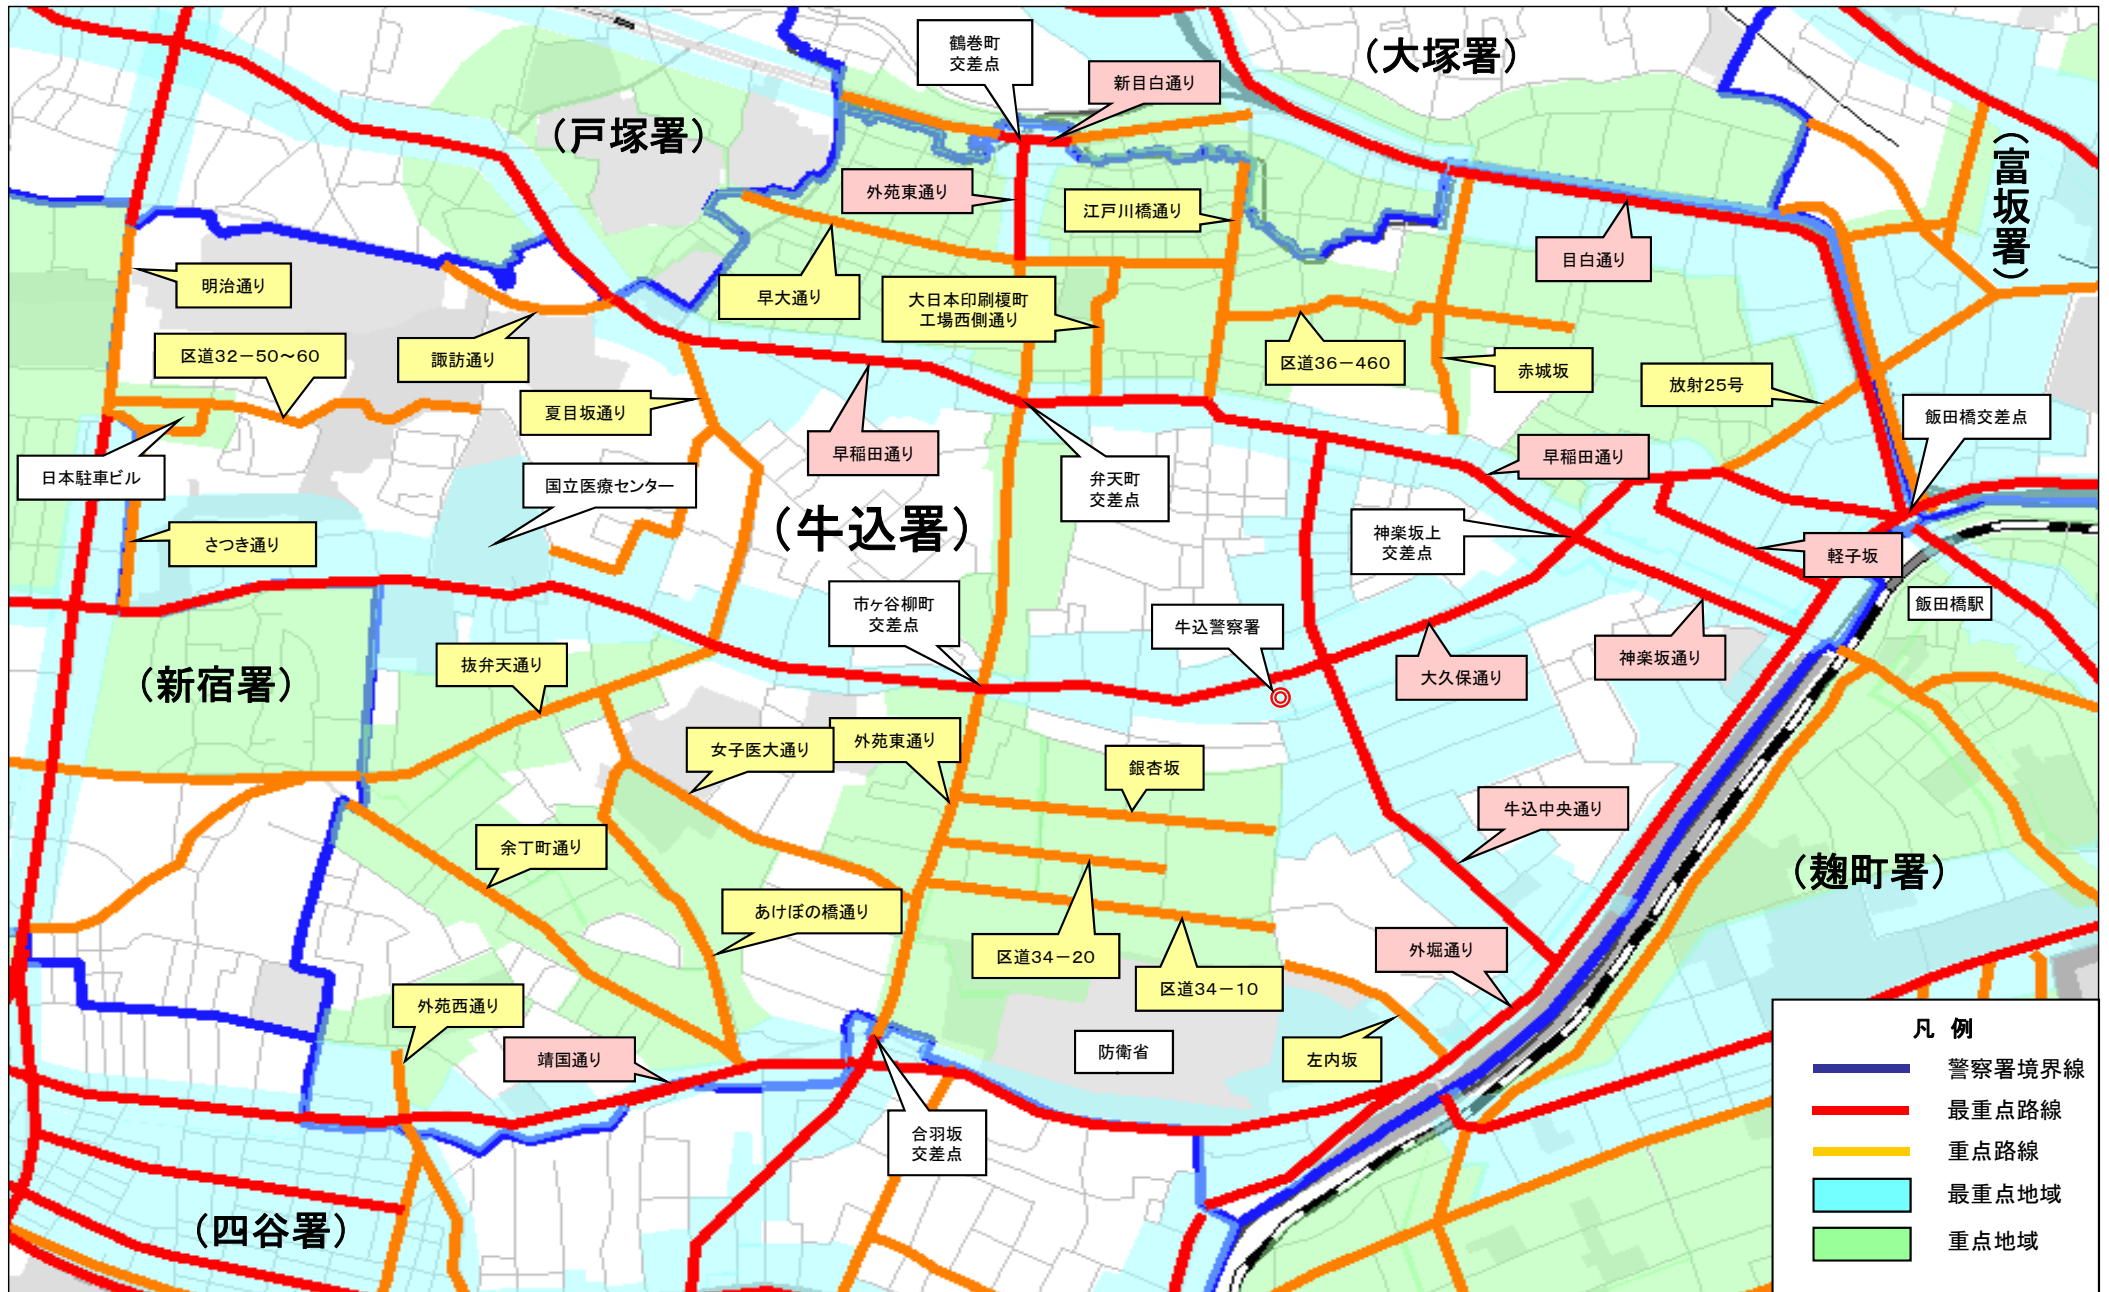 鶴巻町
交差点
新目白通り
（大塚署）
（戸塚署）
（富坂署）
外苑東通り
江戸川橋通り
目白通り
明治通り
早大通り
大日本印刷榎町
工場西側通り
区道32－50～60
諏訪通り
区道36－460
赤城坂
放射25号
夏目坂通り
飯田橋交差点
早稲田通り
早稲田通り
日本駐車ビル
国立医療センター
弁天町
交差点
（牛込署）
さつき通り
神楽坂上
交差点
軽子坂
飯田橋駅
市ヶ谷柳町
交差点
牛込警察署
（新宿署）
抜弁天通り
大久保通り
神楽坂通り
女子医大通り
外苑東通り
銀杏坂
牛込中央通り
余丁町通り
（麹町署）
あけぼの橋通り
区道34－20
区道34－10
外堀通り
外苑西通り
靖国通り
防衛省
左内坂
合羽坂
交差点
（四谷署）
凡 例
警察署境界線
最重点路線
重点路線
最重点地域
重点地域